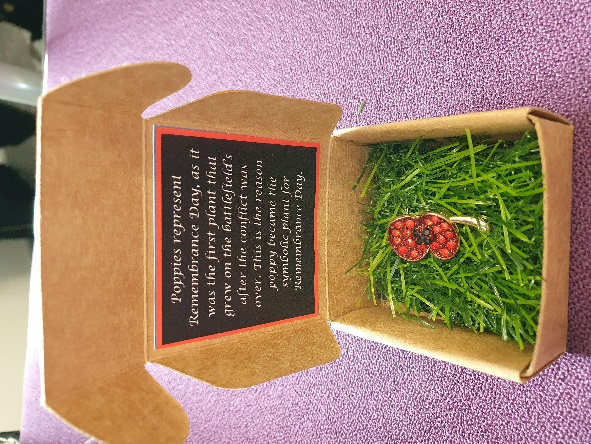 Poppies represent
Remembrance Day, as it
was the first plant that
grew on the battlefield's
after the conflict was
over. This is the reason
poppy became the
symbolic plant for
Remembrance Day.